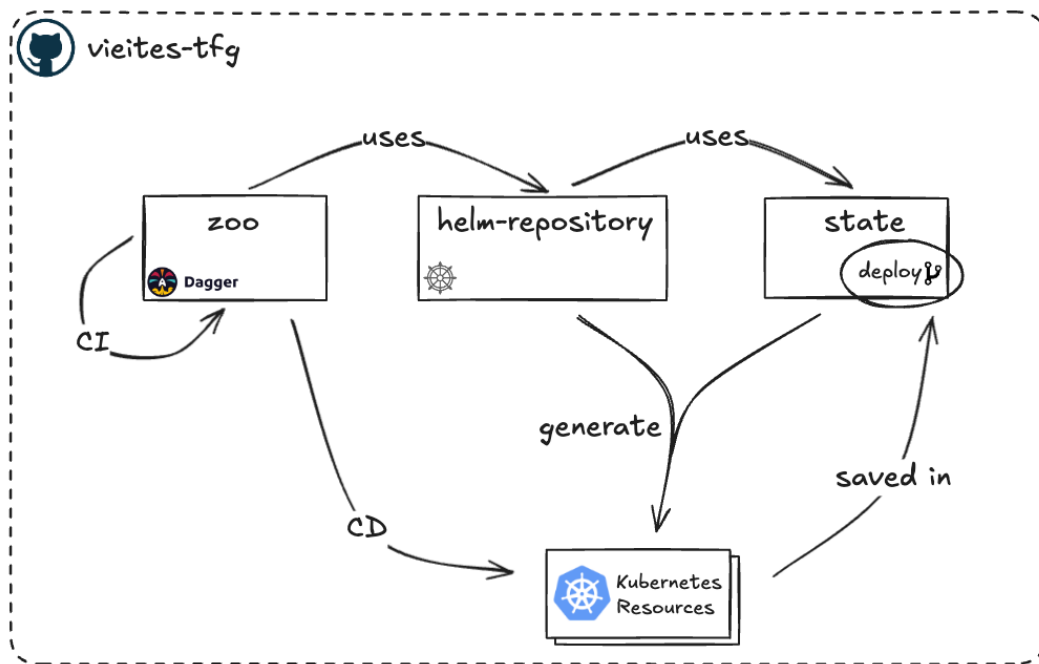 vieites-tfg
uses
uses
zoo
helm-repository
state
Dagger
deploy
CI
generate
saved in
CD
Kubernetes
Resources